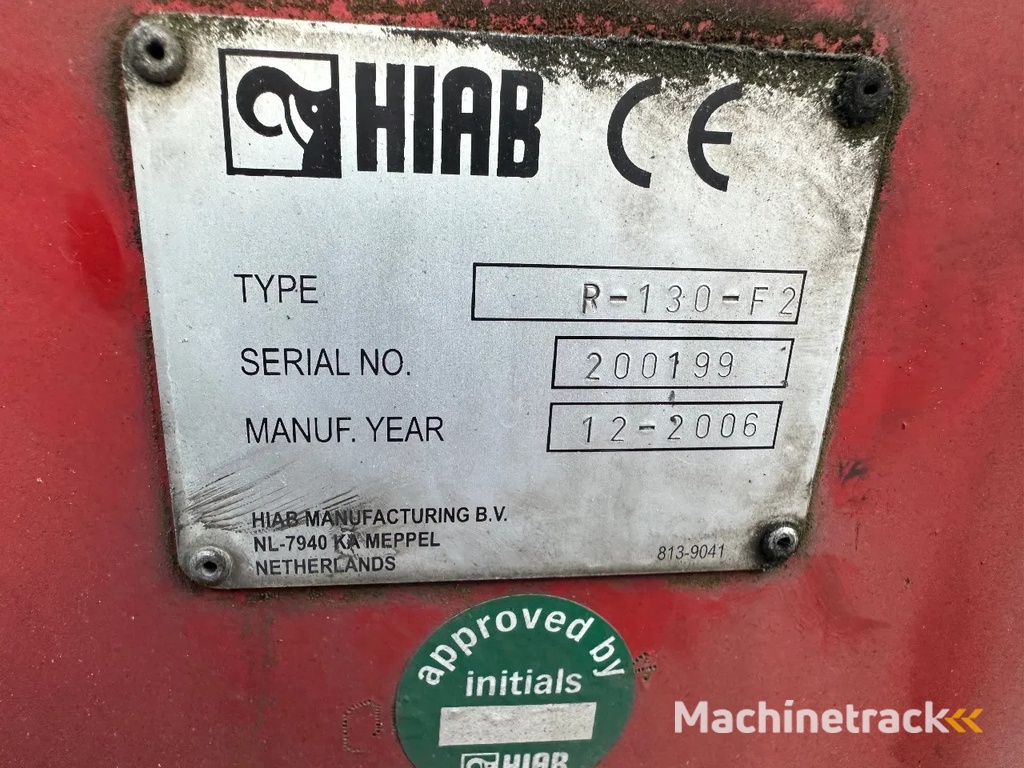 HIAB CE
TYPE R-130-F2
SERIAL NO. 200199
MANUF. YEAR 12-2006
HIAB MANUFACTURING B.V.
NL-7940 KA MEPPEL
NETHERLANDS
813-9041
approved by
initials
HIAB
Machinetrack